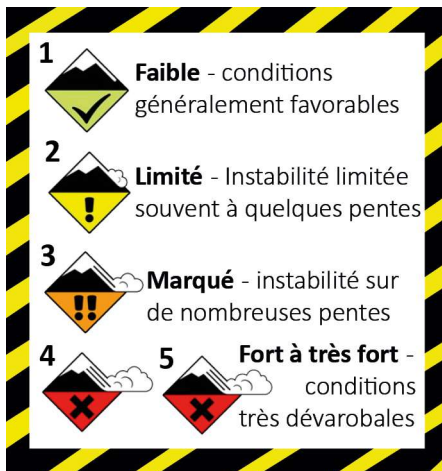 1
Faible - conditions
généralement favorables
2
Limité - Instabilité limitée
souvent à quelques pentes
3
Marqué - instabilité sur
de nombreuses pentes
4 5 Fort à très fort -
conditions
très dévarobales